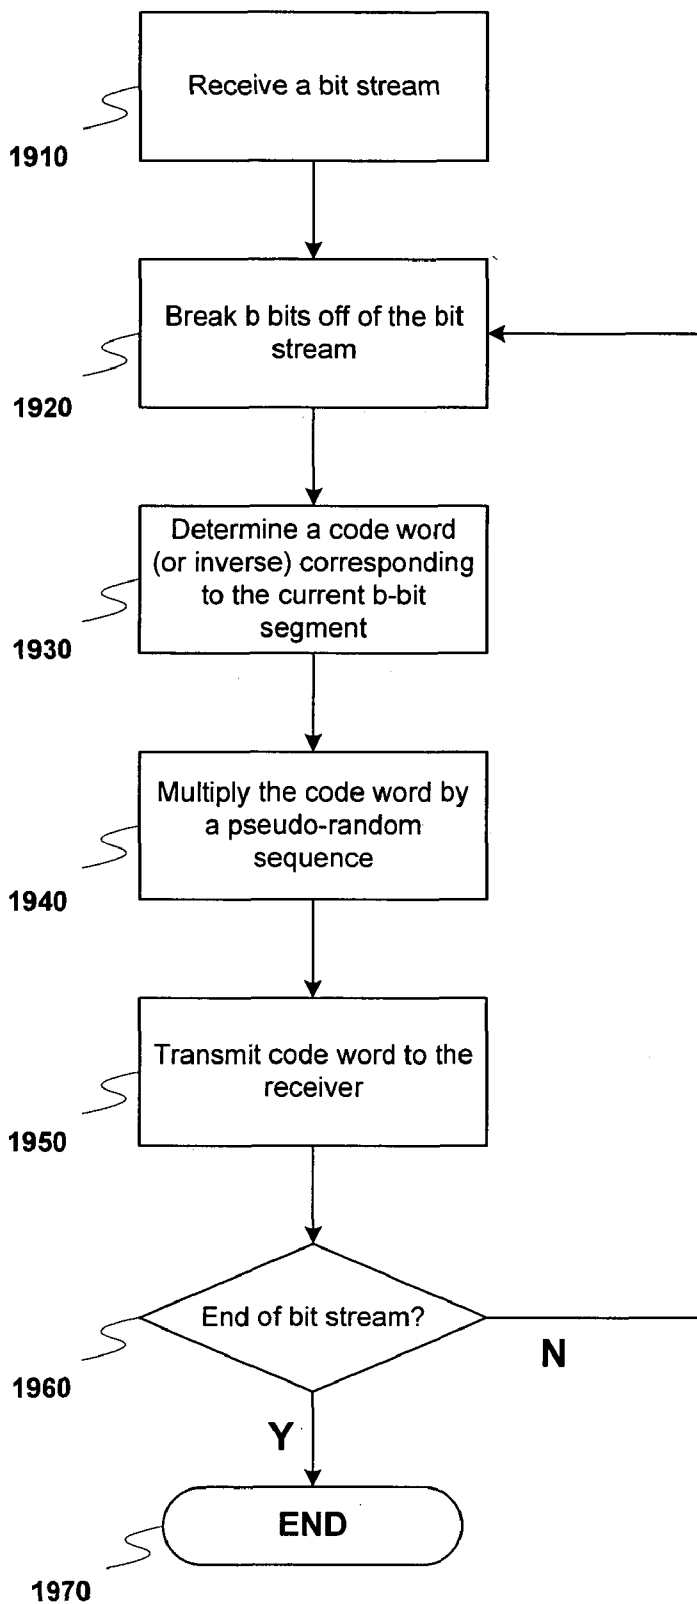 Receive a bit stream
1910
Break b bits off of the bit
stream
1920
Determine a code word
(or inverse) corresponding
to the current b-bit
segment
1930
Multiply the code word by
a pseudo-random
sequence
1940
Transmit code word to the
receiver
1950
End of bit stream?
N
1960
Y
END
1970